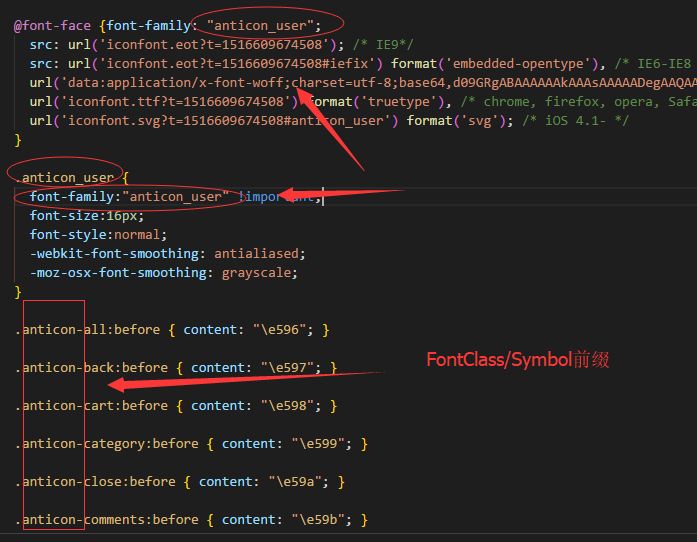 @font-face {font-family: "anticon_user";
src: url('iconfont.eot?t=1516609674508'); /* IE9*/
src: url('iconfont.eot?t=1516609674508#iefix') format('embedded-opentype'), /* IE6-IE8
url('data:application/x-font-woff;charset=utf-8;base64,d09GRgABAAAAAAkAAAsAAAAADegAAQAA
url('iconfont.ttf?t=1516609674508') format('truetype'), /* chrome, firefox, opera, Safa
url('iconfont.svg?t=1516609674508#anticon_user') format('svg'); /* iOS 4.1- */
}
.anticon_user {
font-family:"anticon_user" !important;
font-size:16px;
font-style:normal;
-webkit-font-smoothing: antialiased;
-moz-osx-font-smoothing: grayscale;
}
.anticon-all:before { content: "\e596"; }
.anticon-back:before { content: "\e597"; }
FontClass/Symbol前缀
.anticon-cart:before { content: "\e598"; }
.anticon-category:before { content: "\e599"; }
.anticon-close:before { content: "\e59a"; }
.anticon-comments:before { content: "\e59b"; }